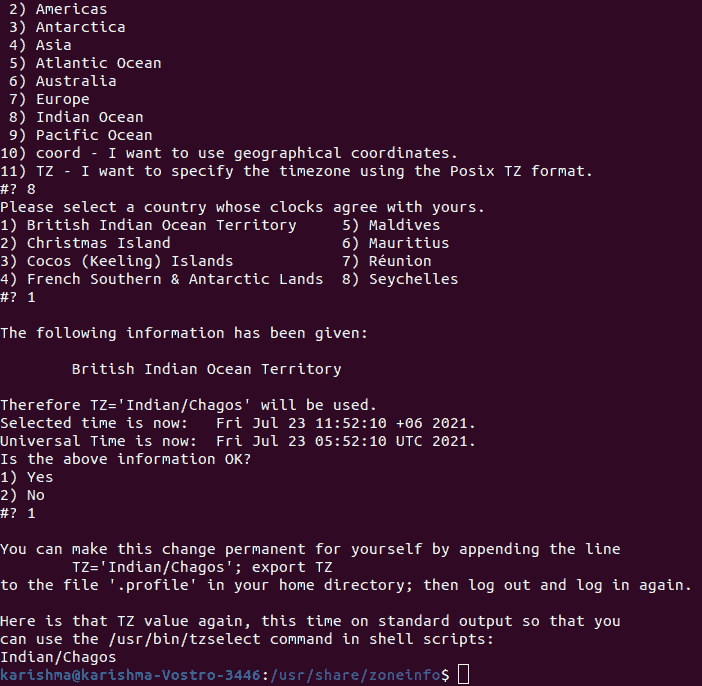 2) Americas
3) Antarctica
4) Asia
5) Atlantic Ocean
6) Australia
7) Europe
8) Indian Ocean
9) Pacific Ocean
10) coord - I want to use geographical coordinates.
11) TZ - I want to specify the timezone using the Posix TZ format.
#? 8
Please select a country whose clocks agree with yours.
1) British Indian Ocean Territory     5) Maldives
2) Christmas Island                   6) Mauritius
3) Cocos (Keeling) Islands            7) Réunion
4) French Southern & Antarctic Lands  8) Seychelles
#? 1
The following information has been given:
British Indian Ocean Territory
Therefore TZ='Indian/Chagos' will be used.
Selected time is now:   Fri Jul 23 11:52:10 +06 2021.
Universal Time is now:  Fri Jul 23 05:52:10 UTC 2021.
Is the above information OK?
1) Yes
2) No
#? 1
You can make this change permanent for yourself by appending the line
TZ='Indian/Chagos'; export TZ
to the file '.profile' in your home directory; then log out and log in again.
Here is that TZ value again, this time on standard output so that you
can use the /usr/bin/tzselect command in shell scripts:
Indian/Chagos
karishma@karishma-Vostro-3446:/usr/share/zoneinfo$